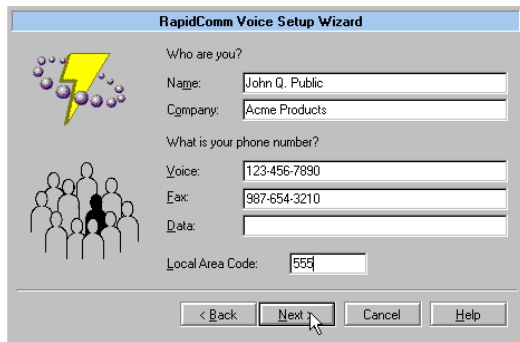 RapidComm Voice Setup Wizard
Who are you?
Name: John Q. Public
Company: Acme Products
What is your phone number?
Voice: 123-456-7890
Fax: 987-654-3210
Data:
Local Area Code: 555
< Back Next > Cancel Help